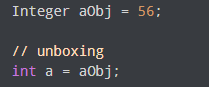 Integer aObj = 56;
// unboxing
int a = aObj;